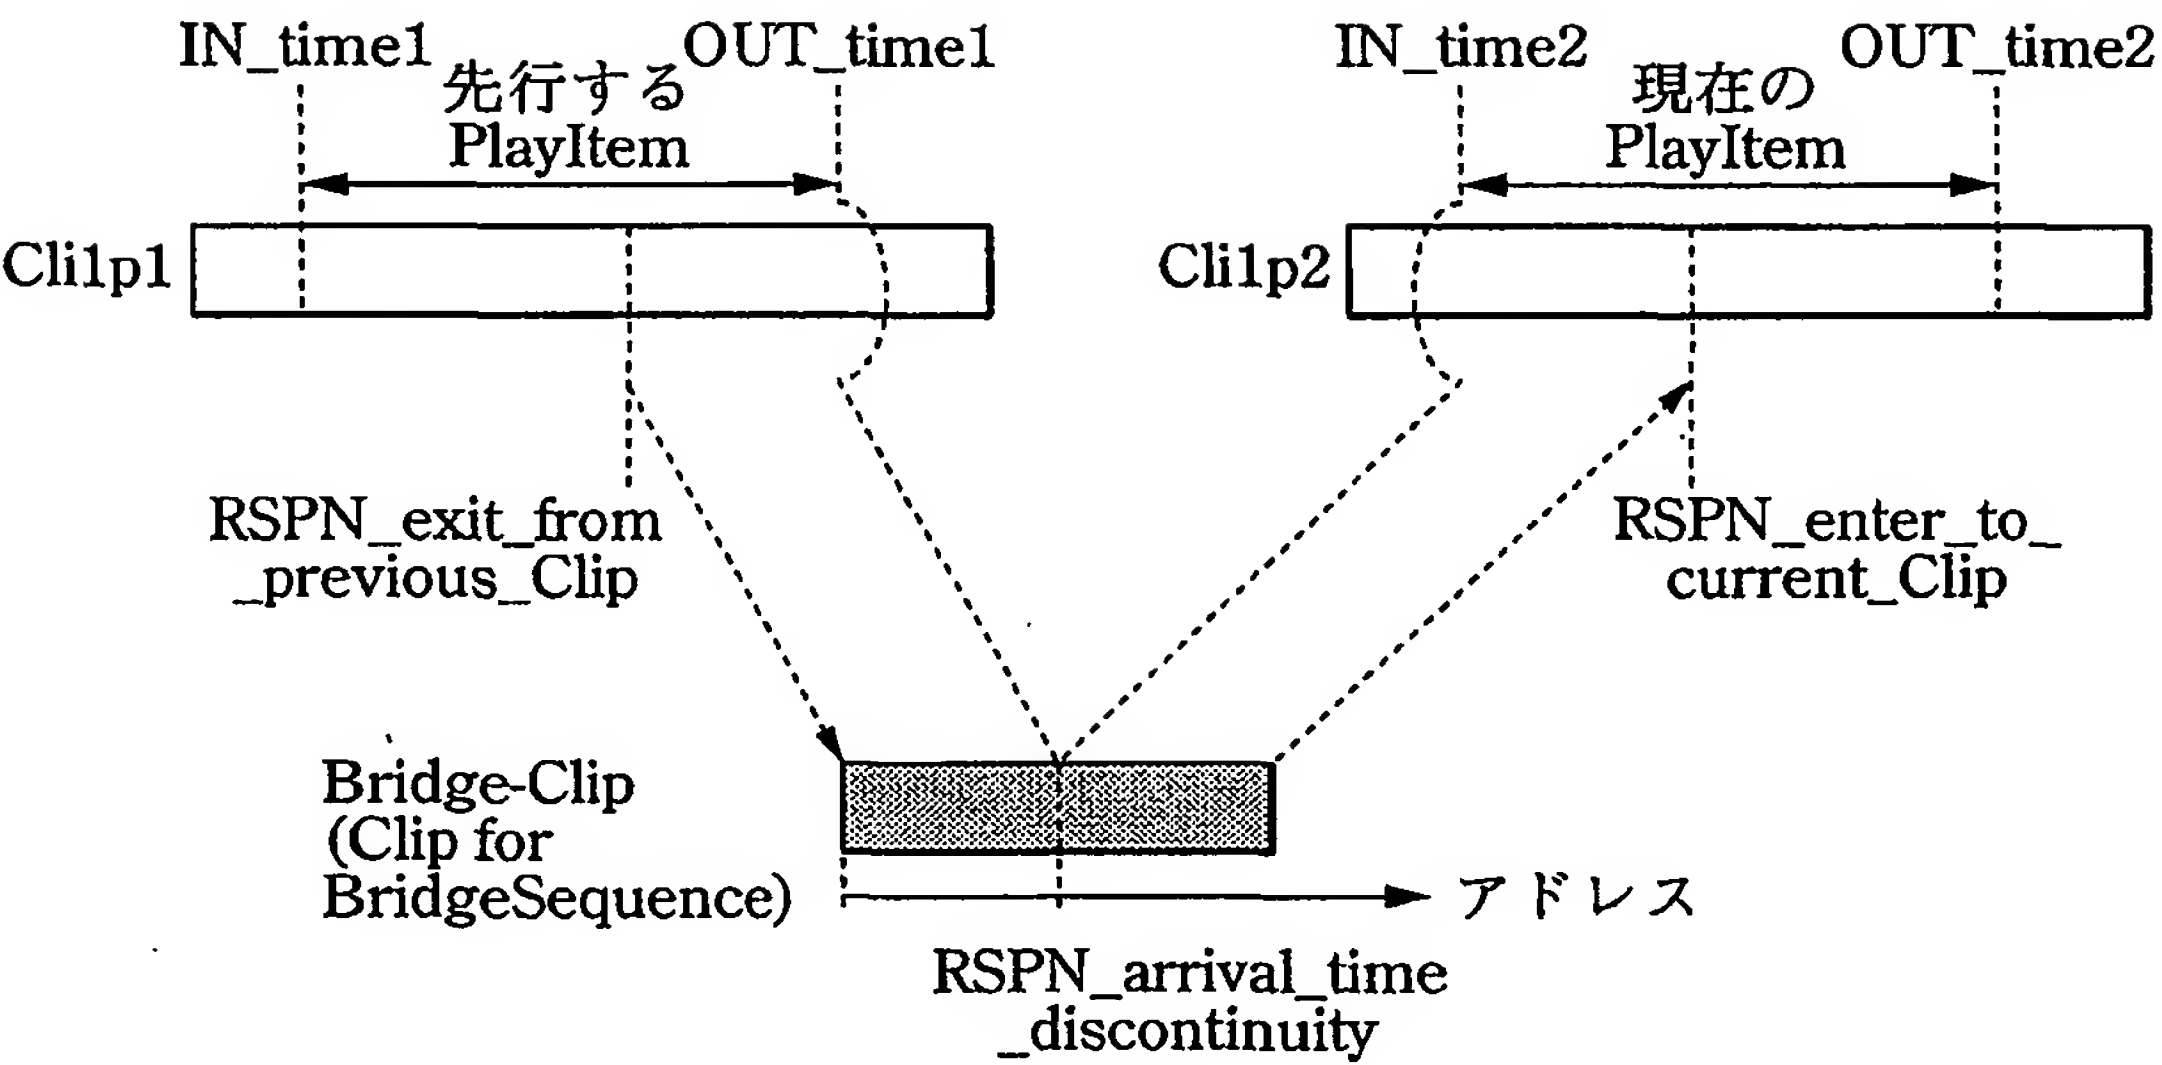 IN_time1
先行する
PlayItem
OUT_time1
IN_time2
現在の
PlayItem
OUT_time2
Cli1p1
Cli1p2
RSPN_exit_from
_previous_Clip
RSPN_enter_to_
current_Clip
Bridge-Clip
(Clip for
BridgeSequence)
アドレス
RSPN_arrival_time
_discontinuity